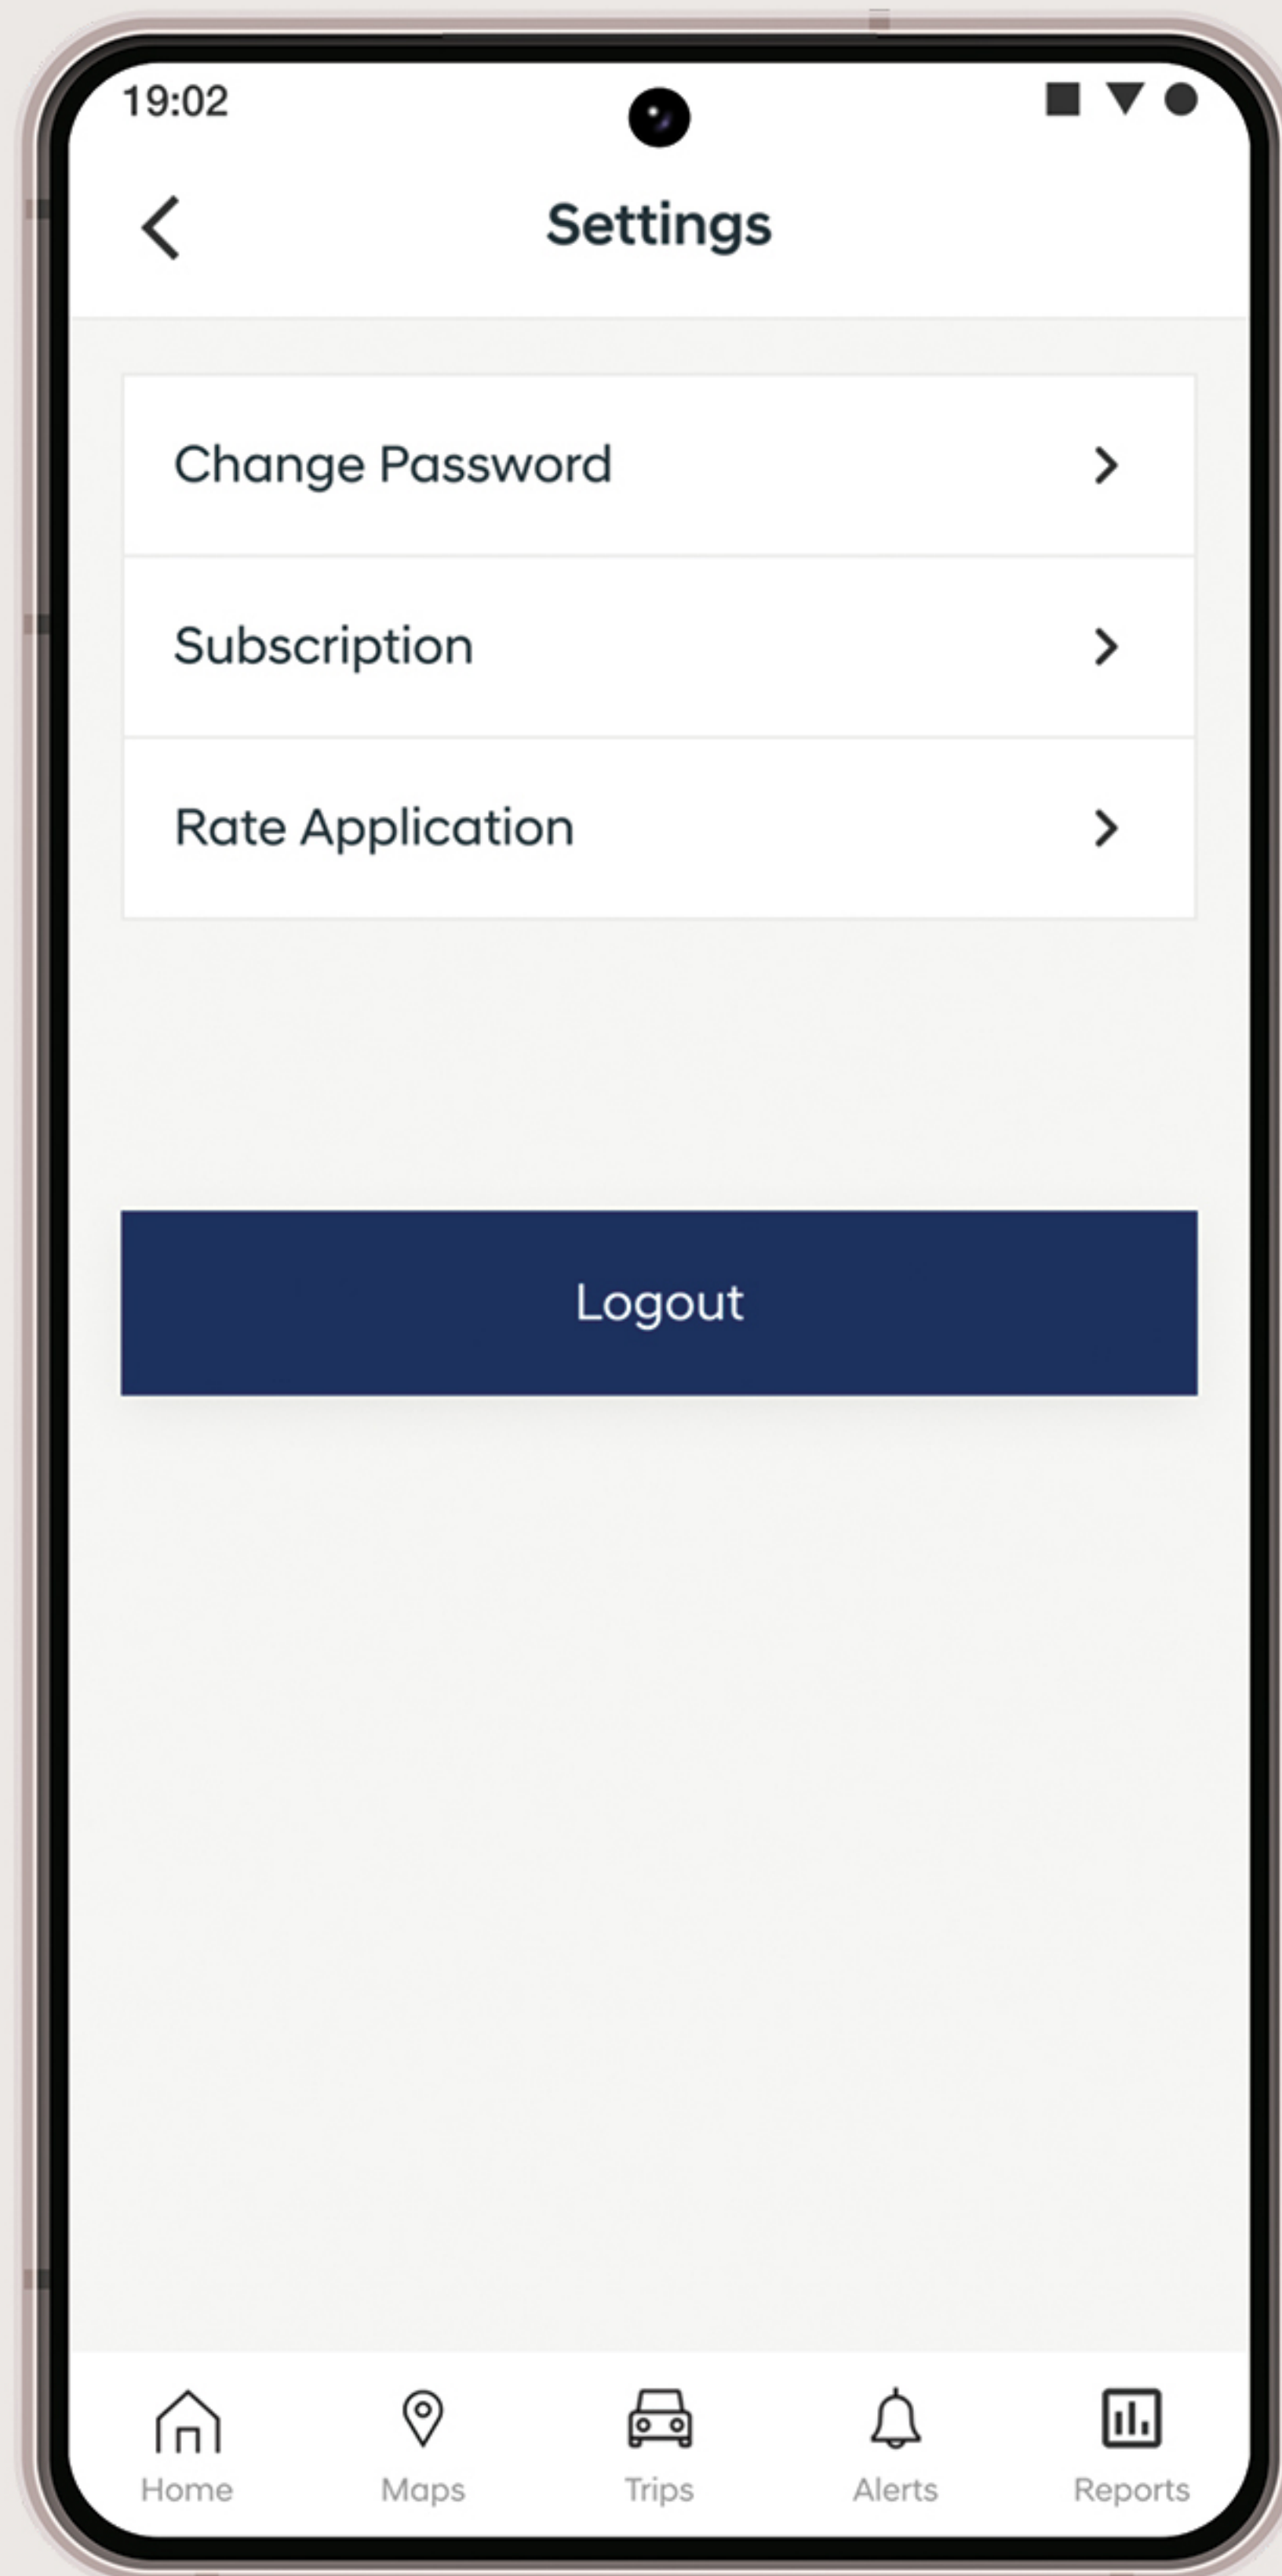 19:02
Settings
Change Password
Subscription
Rate Application
Logout
Home Maps Trips Alerts Reports